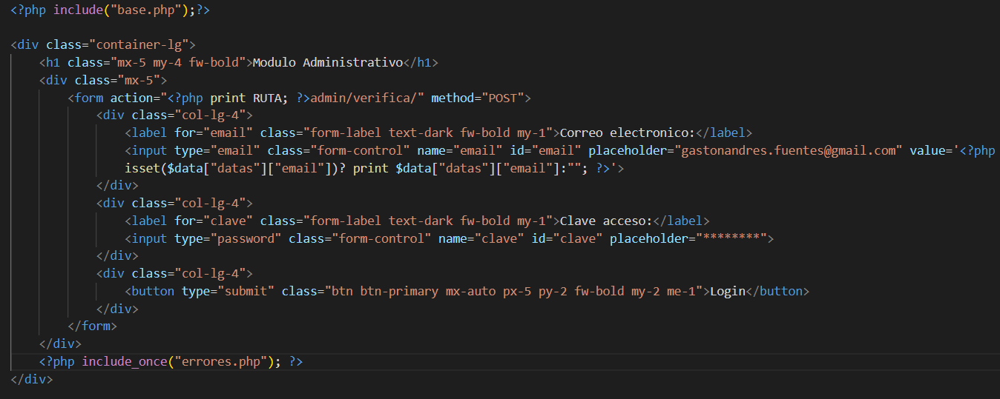 <?php include("base.php");?>
<div class="container-lg">
<h1 class="mx-5 my-4 fw-bold">Modulo Administrativo</h1>
<div class="mx-5">
<form action="<?php print RUTA; ?>admin/verifica/" method="POST">
<div class="col-lg-4">
<label for="email" class="form-label text-dark fw-bold my-1">Correo electronico:</label>
<input type="email" class="form-control" name="email" id="email" placeholder="gastonandres.fuentes@gmail.com" value='<?php
isset($data["datas"]["email"])? print $data["datas"]["email"]:""; ?>'>
</div>
<div class="col-lg-4">
<label for="clave" class="form-label text-dark fw-bold my-1">Clave acceso:</label>
<input type="password" class="form-control" name="clave" id="clave" placeholder="********">
</div>
<div class="col-lg-4">
<button type="submit" class="btn btn-primary mx-auto px-5 py-2 fw-bold my-2 me-1">Login</button>
</div>
</form>
</div>
<?php include_once("errores.php"); ?>
</div>